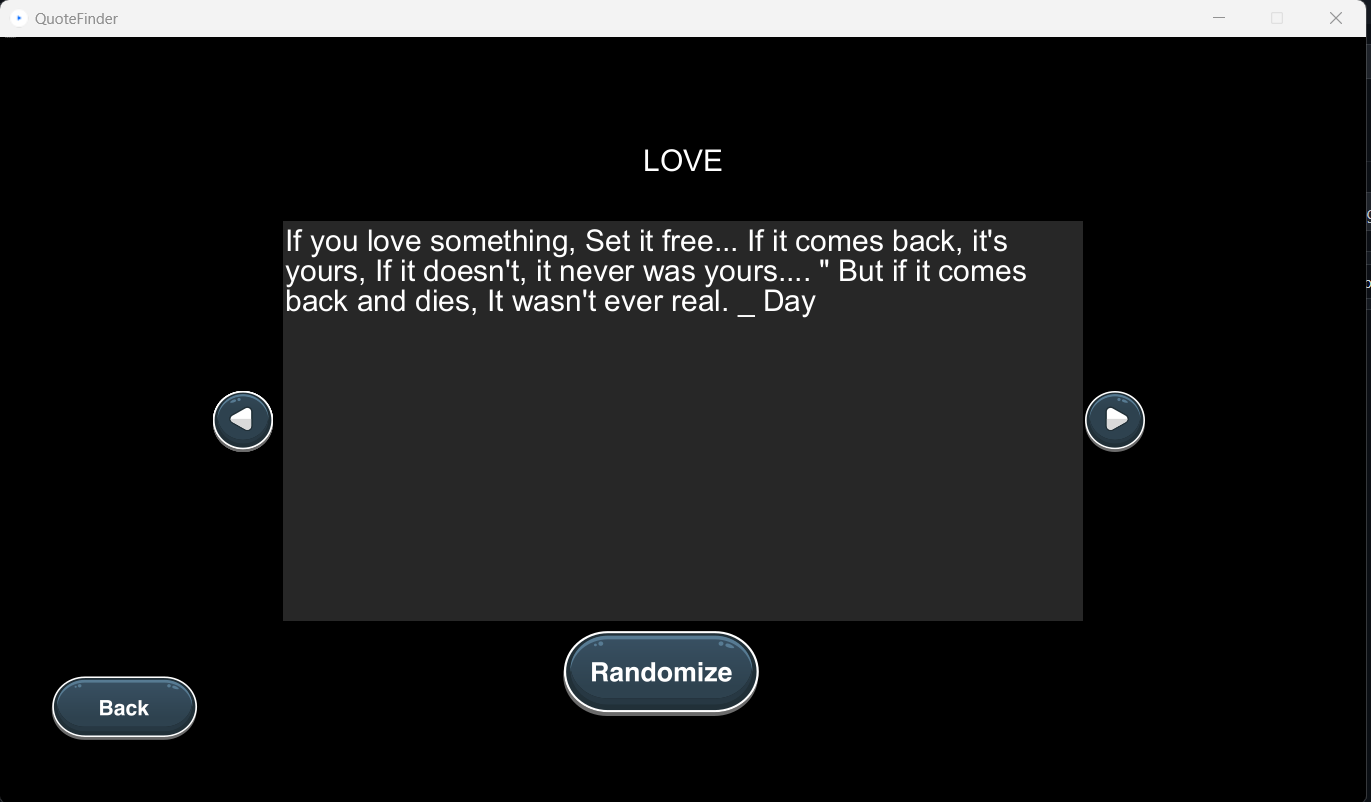 QuoteFinder
LOVE
If you love something, Set it free... If it comes back, it's
yours, If it doesn't, it never was yours.... " But if it comes
back and dies, It wasn't ever real. _ Day
Randomize
Back